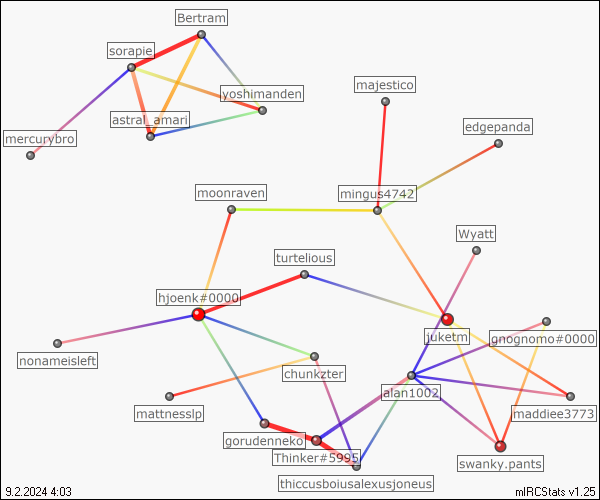 Bertram
sorapie
yoshimanden
majestico
astral_amari
edgepanda
mercurybro
moonraven
mingus4742
Wyatt
turtelious
hjoenk#0000
juketm
gnognomo#0000
nonameisleft
chunkzter
alan1002
mattnesslp
maddiee3773
gorudenneko
Thinker#5995
swanky.pants
thiccusboiusalexusjoneus
9.2.2024 4:03
mIRCStats v1.25